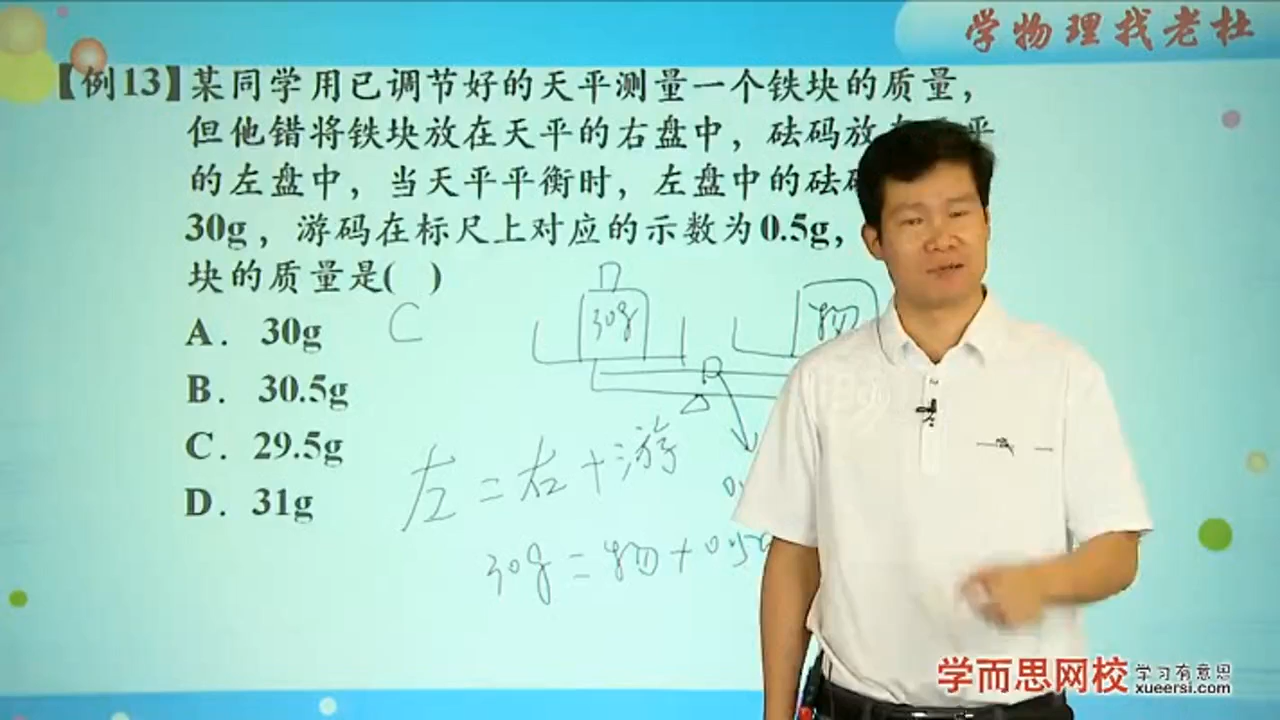 学物理找老杜
【例13】某同学用已调节好的天平测量一个铁块的质量，
但他错将铁块放在天平的右盘中，砝码放
的左盘中，当天平平衡时，左盘中的砝
30g，游码在标尺上对应的示数为0.5g，
块的质量是( )
A. 30g
B. 30.5g
C. 29.5g
D. 31g
C
30g
物
左=右+游
30g=物+0.5
学而思网校
学习有意思
xueersi.com